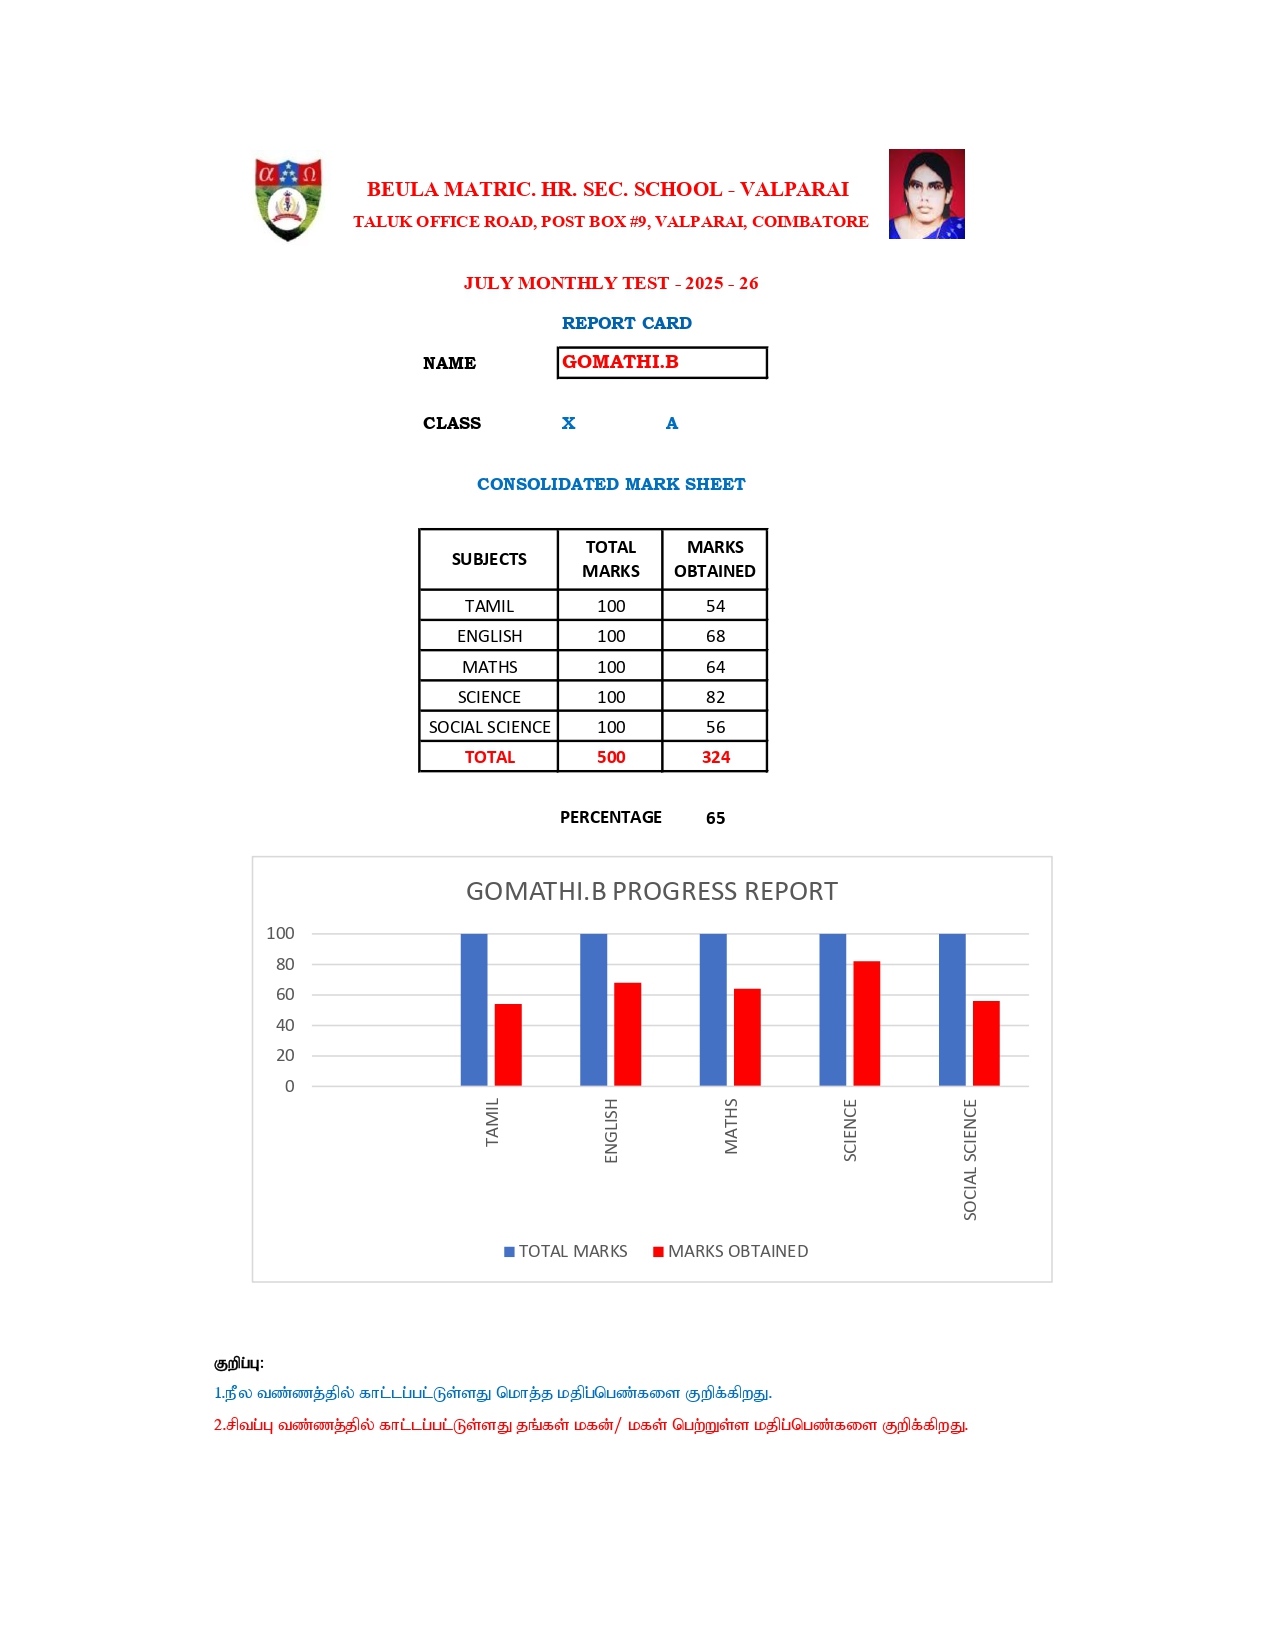 α Ω
BEULA MATRIC. HR. SEC. SCHOOL - VALPARAI
TALUK OFFICE ROAD, POST BOX #9, VALPARAI, COIMBATORE
JULY MONTHLY TEST - 2025 - 26
REPORT CARD
NAME GOMATHI.B
CLASS X A
CONSOLIDATED MARK SHEET
SUBJECTS TOTAL MARKS MARKS OBTAINED
TAMIL 100 54
ENGLISH 100 68
MATHS 100 64
SCIENCE 100 82
SOCIAL SCIENCE 100 56
TOTAL 500 324
PERCENTAGE 65
GOMATHI.B PROGRESS REPORT
100
80
60
40
20
0
TAMIL ENGLISH MATHS SCIENCE SOCIAL SCIENCE
TOTAL MARKS MARKS OBTAINED
குறிப்பு:
1.நீல வண்ணத்தில் காட்டப்பட்டுள்ளது மொத்த மதிப்பெண்களை குறிக்கிறது.
2.சிவப்பு வண்ணத்தில் காட்டப்பட்டுள்ளது தங்கள் மகன்/ மகள் பெற்றுள்ள மதிப்பெண்களை குறிக்கிறது.